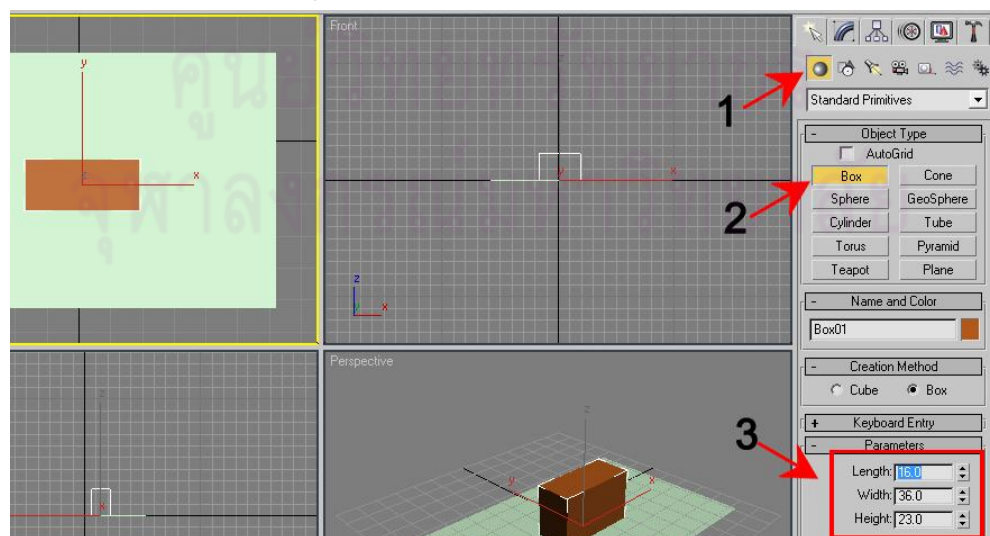 Front
y
x
z
y
x
z
y
x
z
x
Perspective
z
y
x
1
2
3
Standard Primitives
- Object Type
AutoGrid
Box Cone
Sphere GeoSphere
Cylinder Tube
Torus Pyramid
Teapot Plane
- Name and Color
Box01
- Creation Method
Cube Box
+ Keyboard Entry
- Parameters
Length: 16.0
Width: 36.0
Height: 23.0